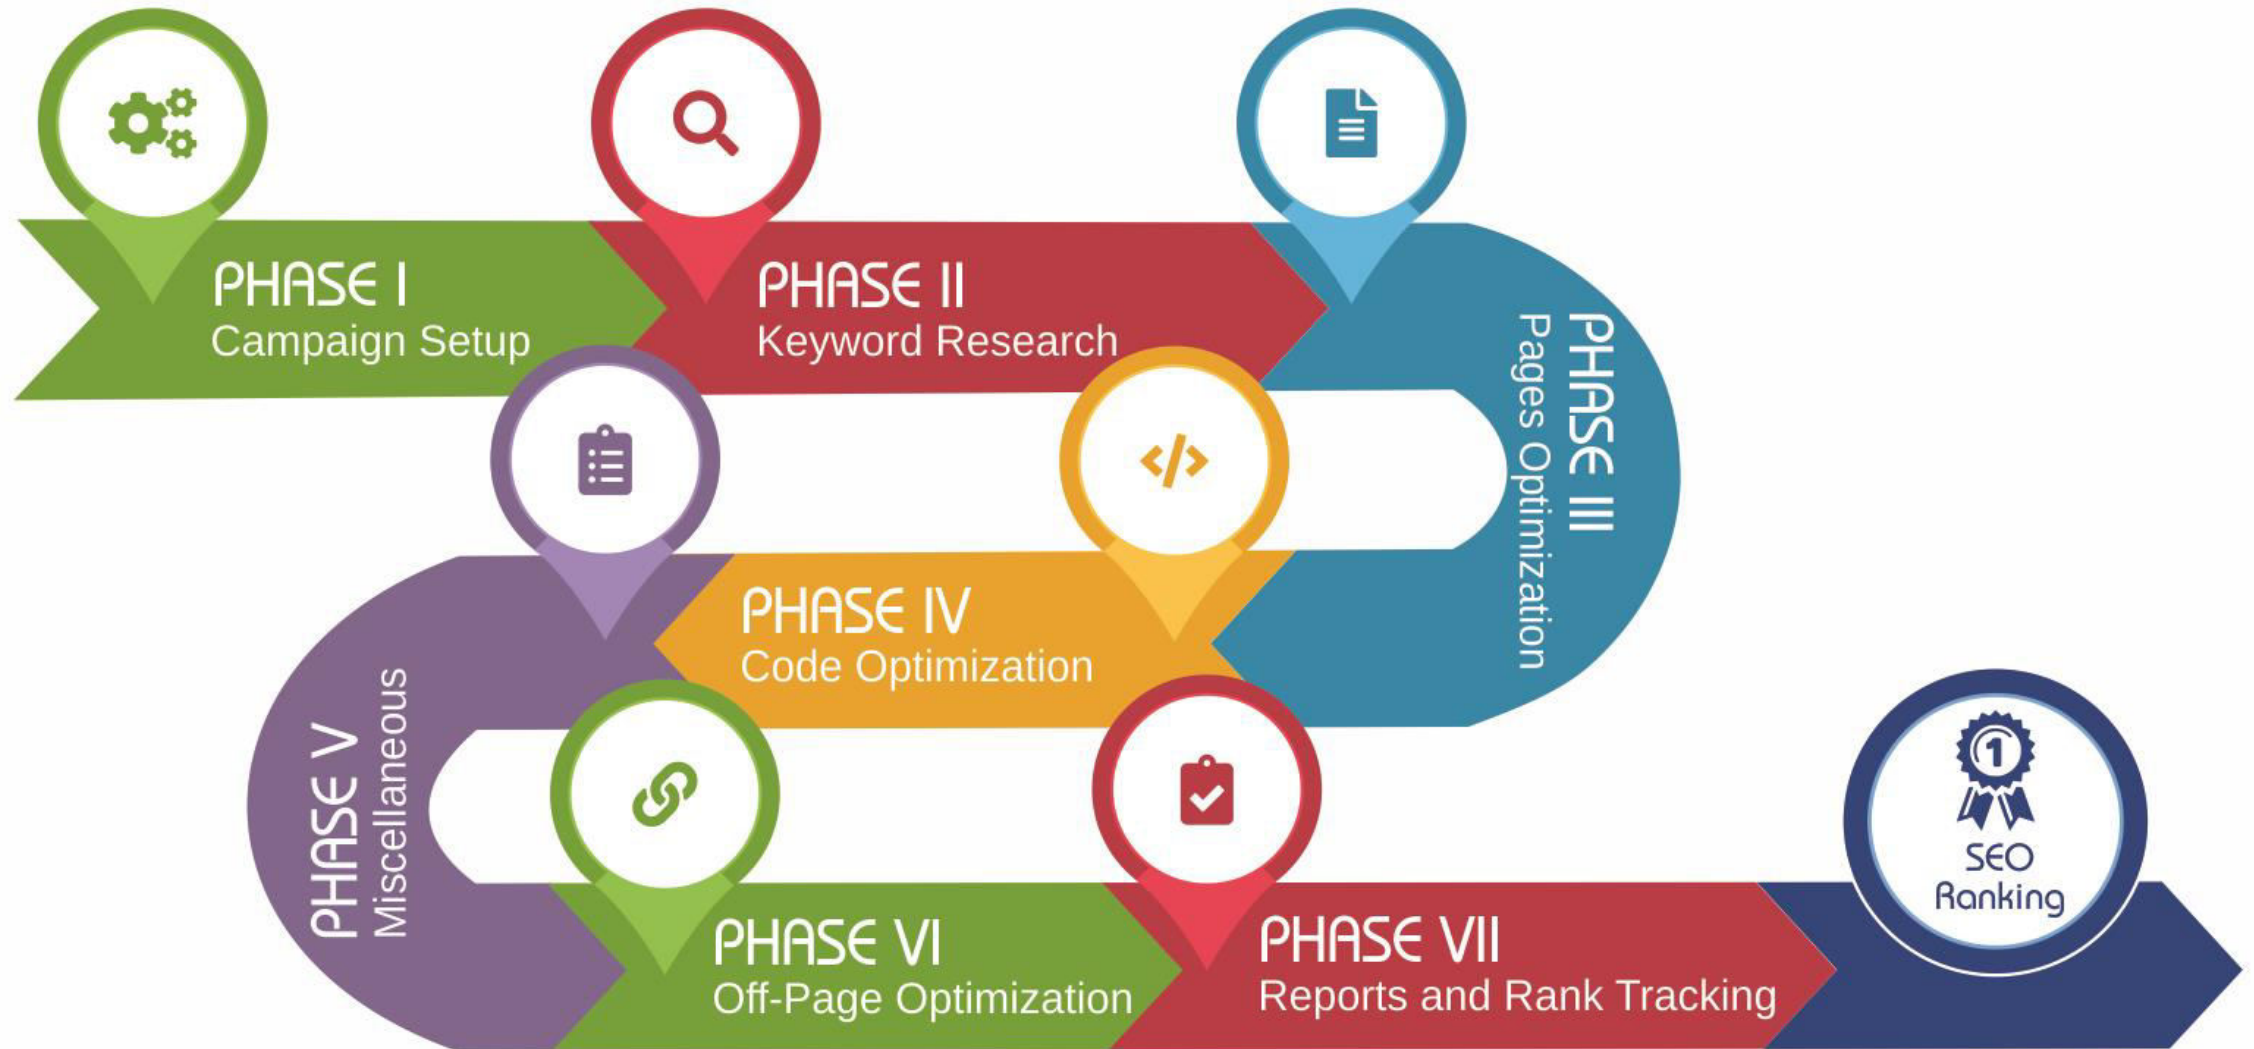 PHASE I
Campaign Setup
PHASE II
Keyword Research
PHASE III
Pages Optimization
PHASE IV
Code Optimization
PHASE V
Miscellaneous
PHASE VI
Off-Page Optimization
PHASE VII
Reports and Rank Tracking
1
SEO
Ranking